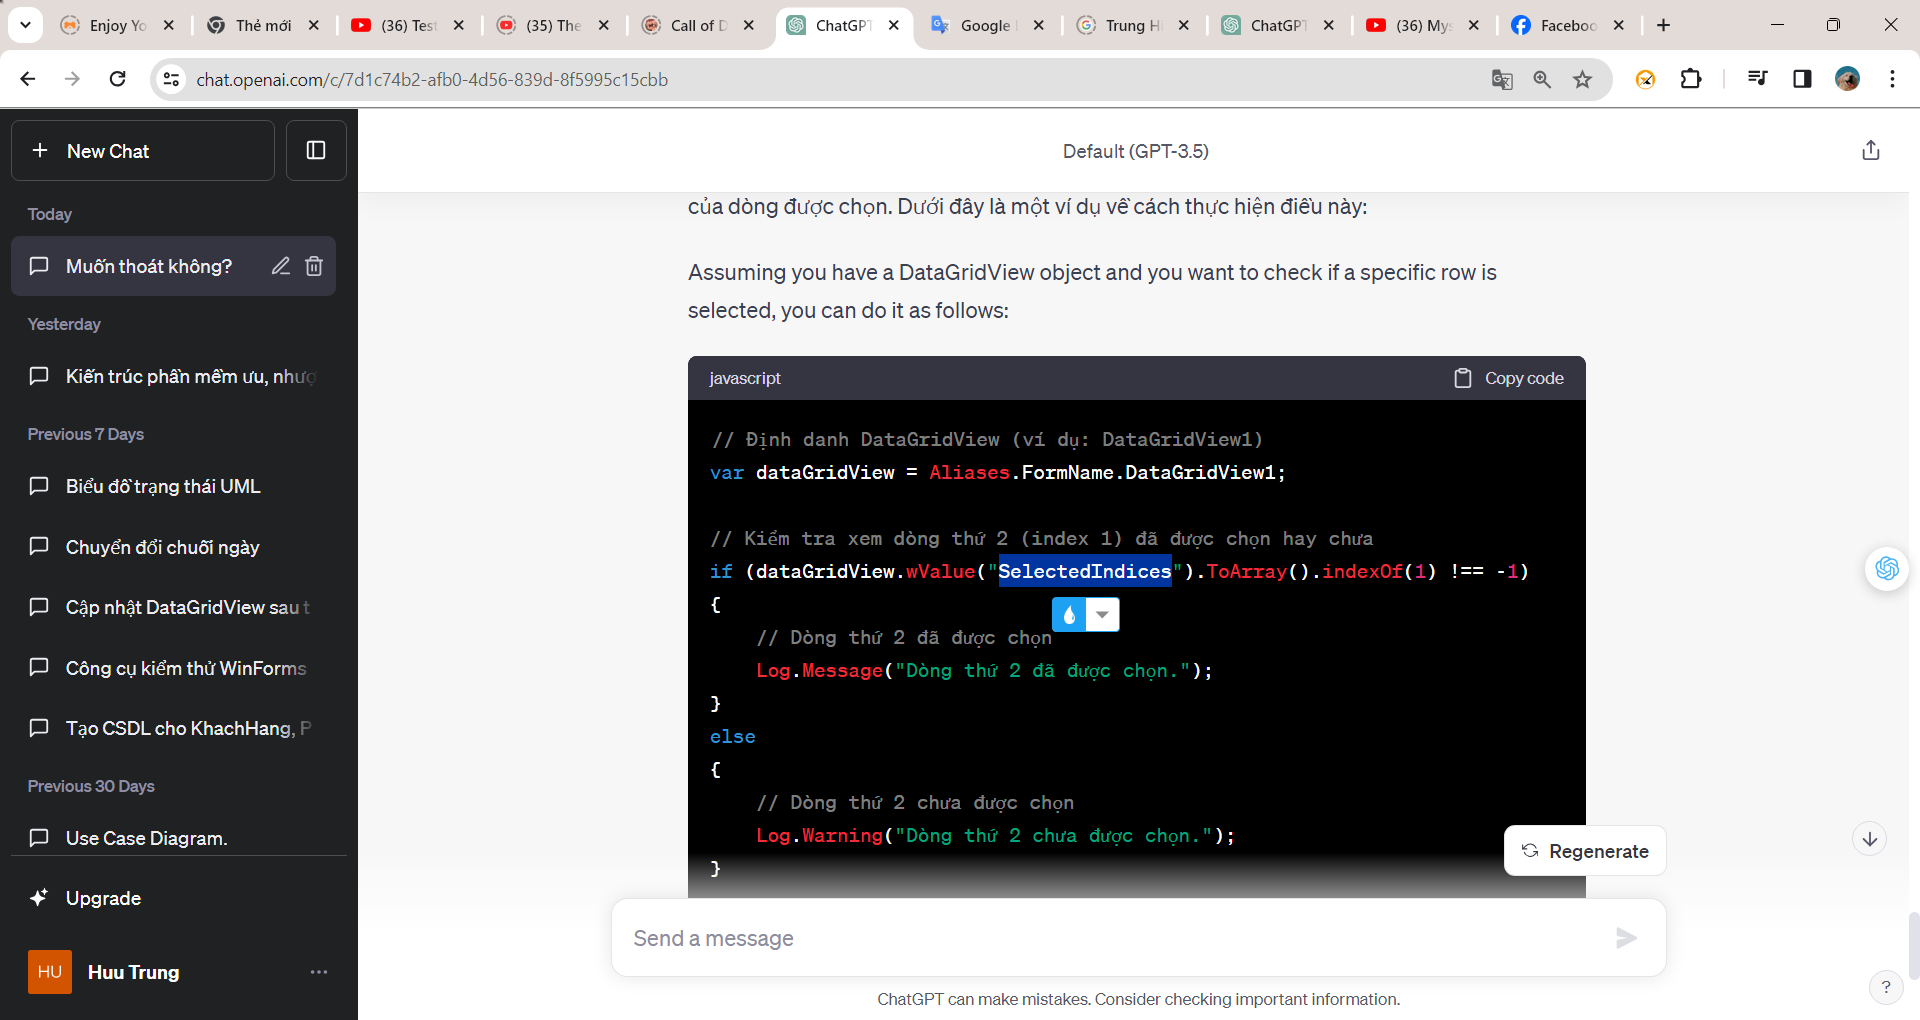 Enjoy Yo
Thẻ mới
(36) Test
(35) The
Call of D
ChatGPT
Google
Trung H
ChatGPT
(36) Mys
Faceboo
chat.openai.com/c/7d1c74b2-afb0-4d56-839d-8f5995c15cbb
New Chat
Today
Muốn thoát không?
Yesterday
Kiến trúc phần mềm ưu, nhượ
Previous 7 Days
Biểu đồ trạng thái UML
Chuyển đổi chuỗi ngày
Cập nhật DataGridView sau t
Công cụ kiểm thử WinForms
Tạo CSDL cho KhachHang, P
Previous 30 Days
Use Case Diagram.
Upgrade
HU
Huu Trung
Default (GPT-3.5)
của dòng được chọn. Dưới đây là một ví dụ về cách thực hiện điều này:
Assuming you have a DataGridView object and you want to check if a specific row is
selected, you can do it as follows:
javascript
Copy code
// Định danh DataGridView (ví dụ: DataGridView1)
var dataGridView = Aliases.FormName.DataGridView1;
// Kiểm tra xem dòng thứ 2 (index 1) đã được chọn hay chưa
if (dataGridView.wValue("SelectedIndices").ToArray().indexOf(1) !== -1)
{
// Dòng thứ 2 đã được chọn
Log.Message("Dòng thứ 2 đã được chọn.");
}
else
{
// Dòng thứ 2 chưa được chọn
Log.Warning("Dòng thứ 2 chưa được chọn.");
}
Regenerate
Send a message
ChatGPT can make mistakes. Consider checking important information.
?